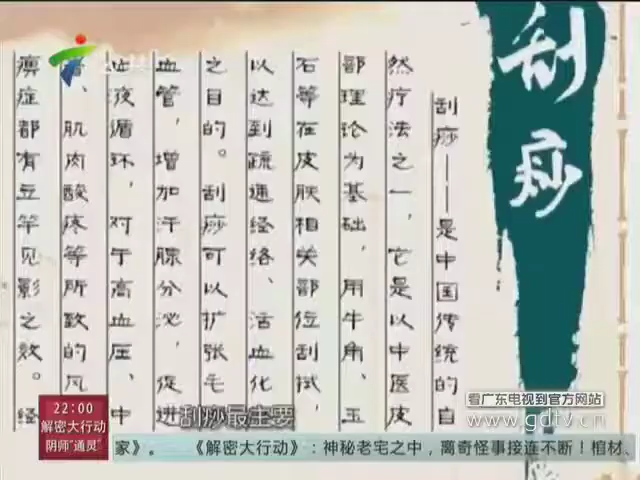 刮痧
刮痧——是中国传统的自
然疗法之一，它是以中医皮
部理论为基础，用牛角、玉
石等在皮肤相关部位刮拭，
以达到疏通经络、活血化
之目的。刮痧可以扩张毛
血管，增加汗腺分泌，促进
血液循环，对于高血压、中
暑、肌肉酸疼等所致的风
痹症都有立竿见影之效。经
刮痧最主要
看广东电视到官方网站
www.gdtv.cn
22:00
解密大行动
阴师“通灵”
家》。 《解密大行动》：神秘老宅之中，离奇怪事接连不断！棺材、